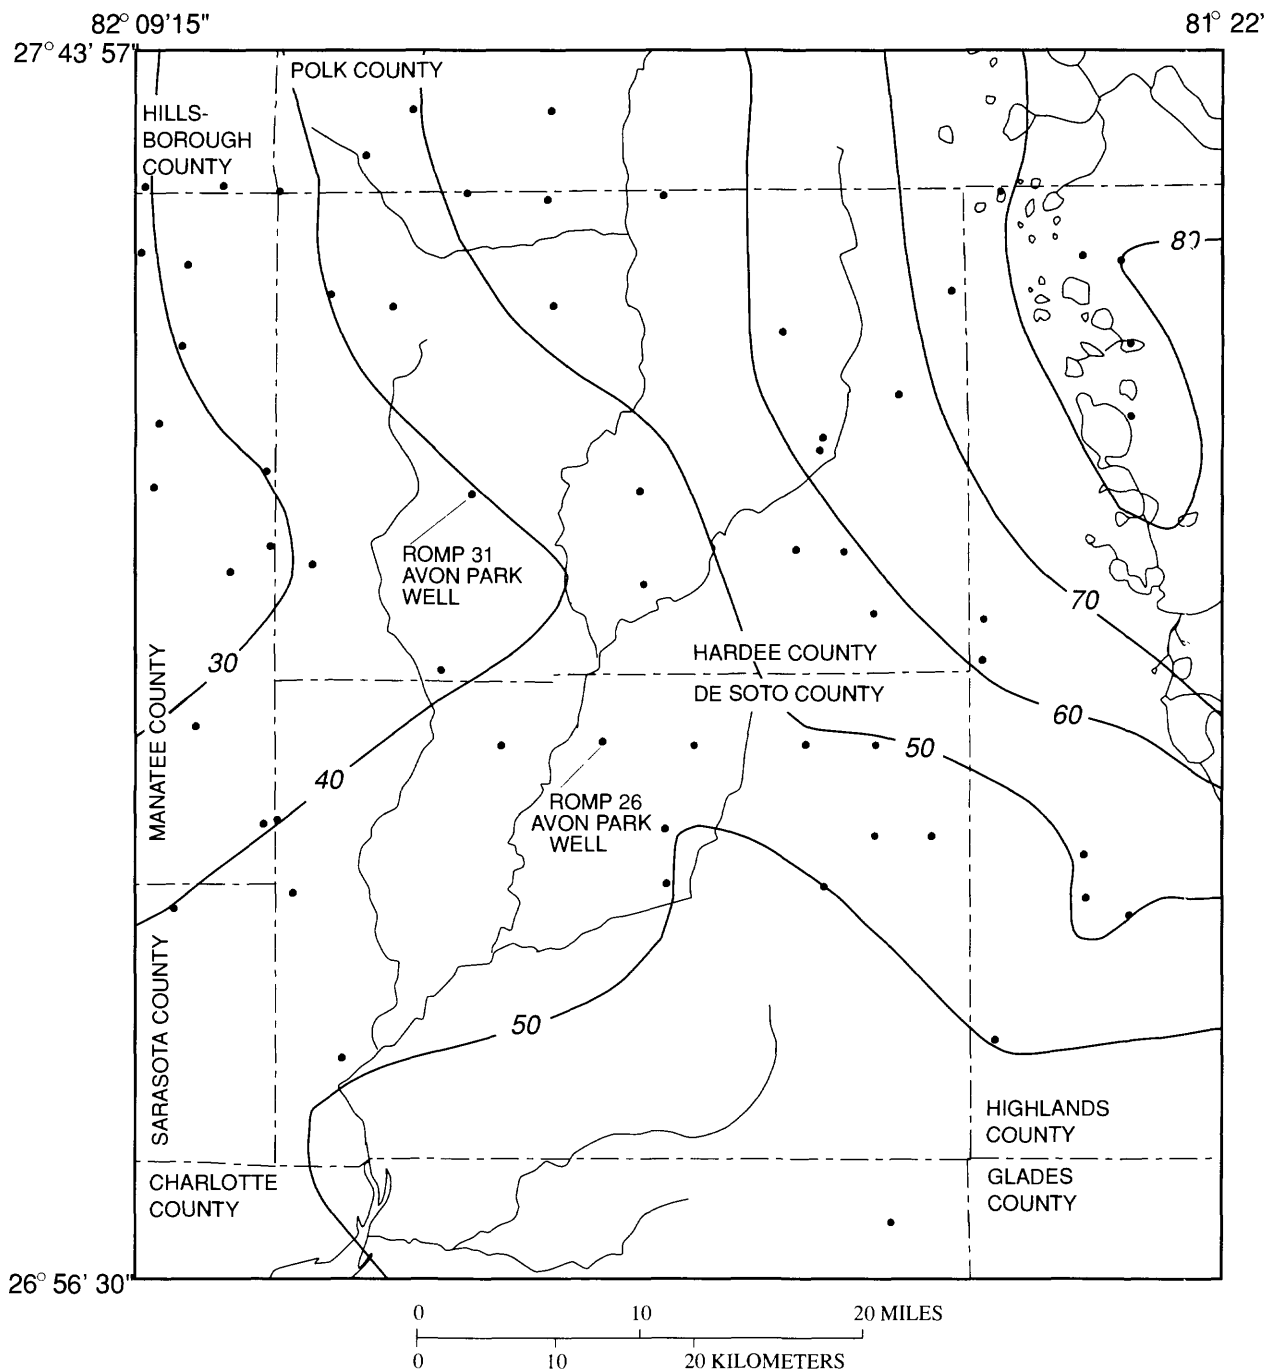 82° 09'15"
81° 22'
27° 43' 57"
POLK COUNTY
HILLS-
BOROUGH
COUNTY
80
ROMP 31
AVON PARK
WELL
70
30
HARDEE COUNTY
DE SOTO COUNTY
60
50
MANATEE COUNTY
40
ROMP 26
AVON PARK
WELL
SARASOTA COUNTY
50
HIGHLANDS
COUNTY
CHARLOTTE
COUNTY
GLADES
COUNTY
26° 56' 30"
0 10 20 MILES
0 10 20 KILOMETERS